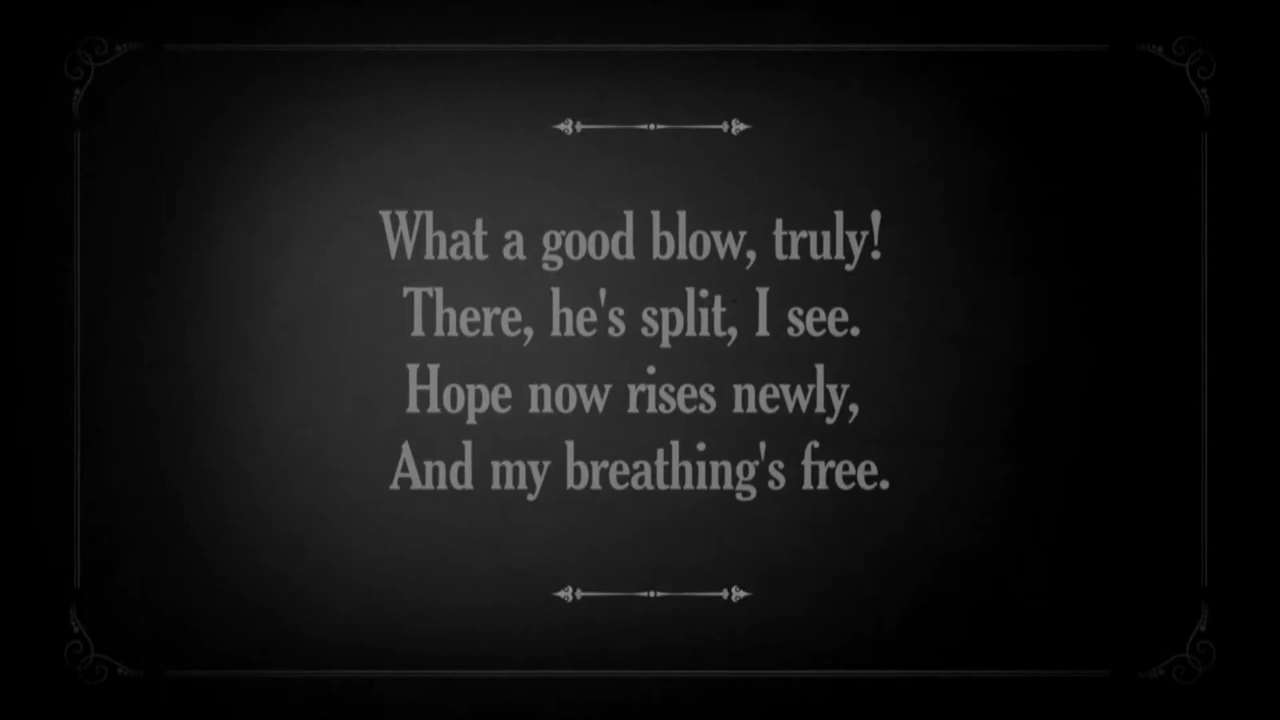 What a good blow, truly!
There, he's split, I see.
Hope now rises newly,
And my breathing's free.